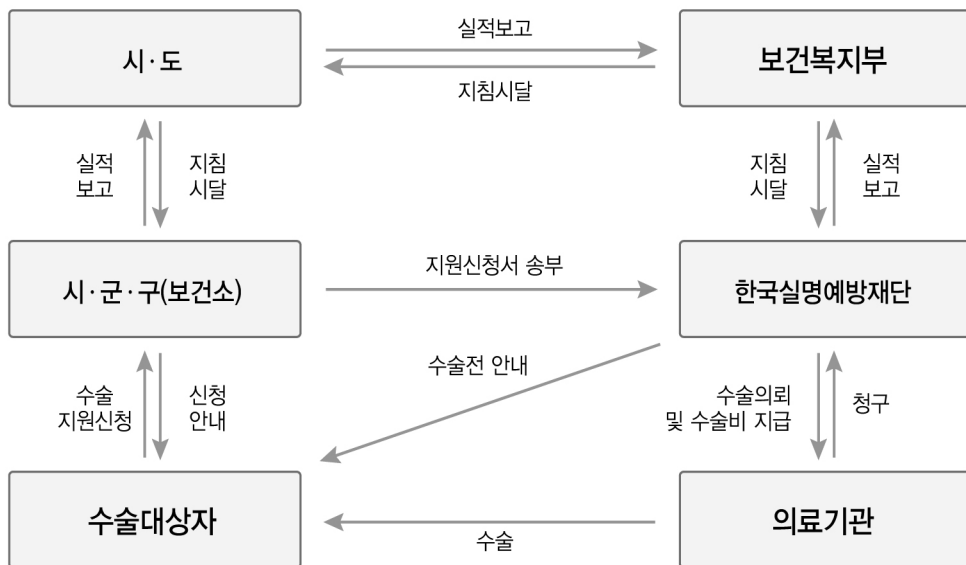 시·도
실적보고
지침시달
보건복지부
실적
보고
지침
시달
지침
시달
실적
보고
시·군·구(보건소)
지원신청서 송부
한국실명예방재단
수술전 안내
수술
지원신청
신청
안내
수술의뢰
및 수술비 지급
청구
수술대상자
수술
의료기관